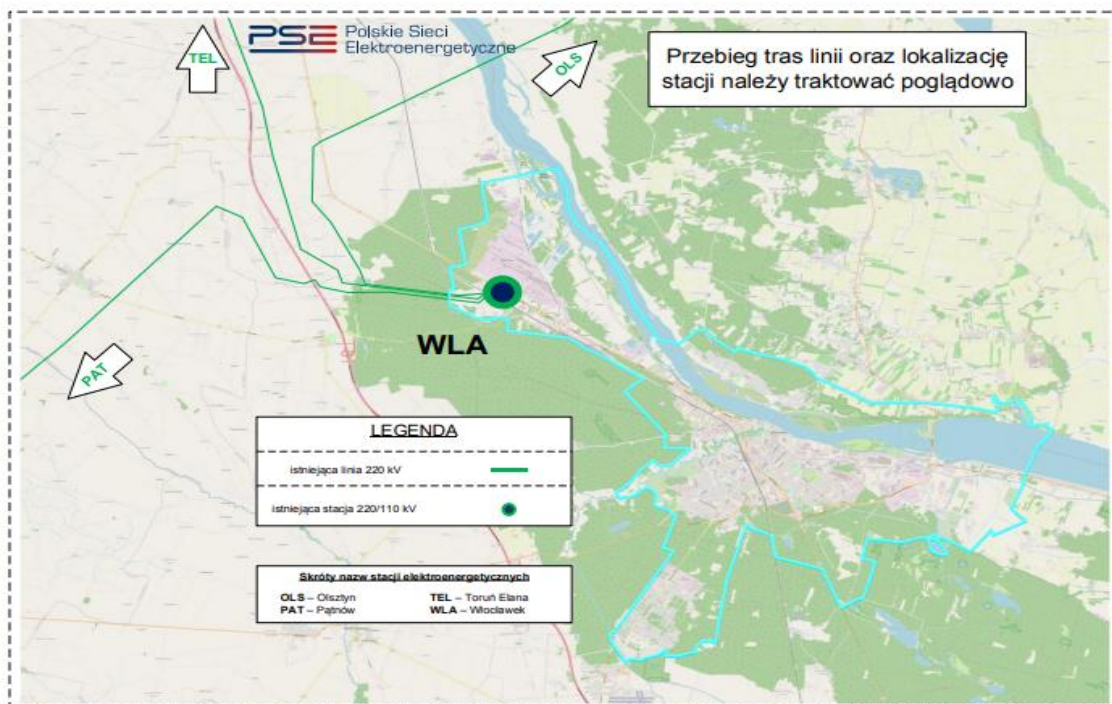 TEL
PSE Polskie Sieci
Elektroenergetyczne
OLS
Przebieg tras linii oraz lokalizację
stacji należy traktować poglądowo
WLA
PAT
LEGENDA
istniejąca linia 220 kV
istniejąca stacja 220/110 kV
Skróty nazw stacji elektroenergetycznych
OLS – Olsztyn TEL – Toruń Elana
PAT – Pątnów WLA – Włocławek